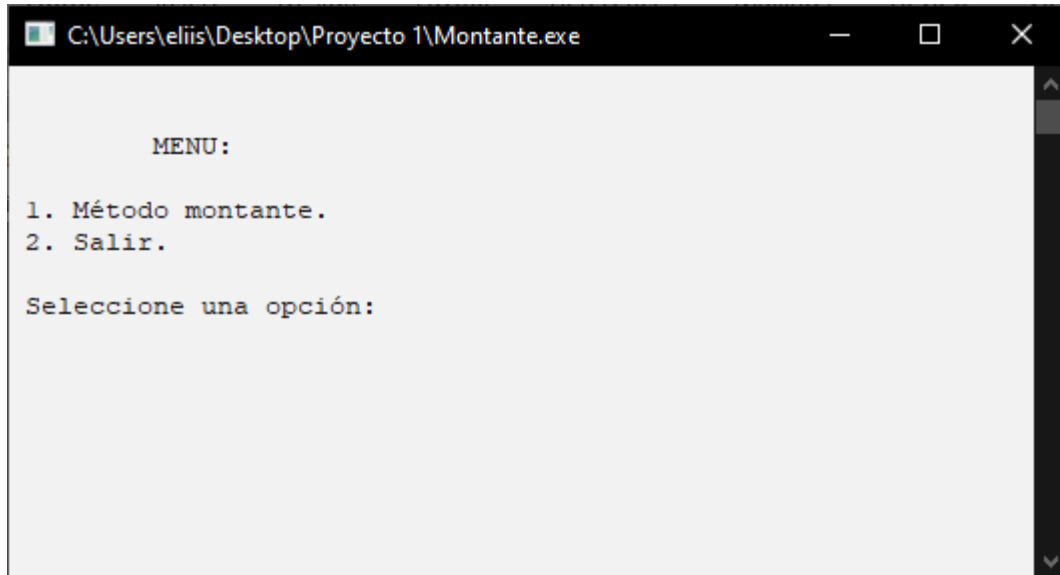 C:\Users\eliis\Desktop\Proyecto 1\Montante.exe
MENU:
1. Método montante.
2. Salir.
Seleccione una opción: